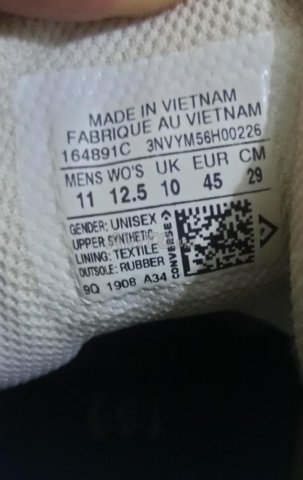 MADE IN VIETNAM
FABRIQUE AU VIETNAM
164891C 3NVYM56H00226
MENS WO'S UK EUR CM
11 12.5 10 45 29
GENDER: UNISEX
UPPER: SYNTHETIC
LINING: TEXTILE
OUTSOLE: RUBBER
9Q 1908 A34
CONVERSE